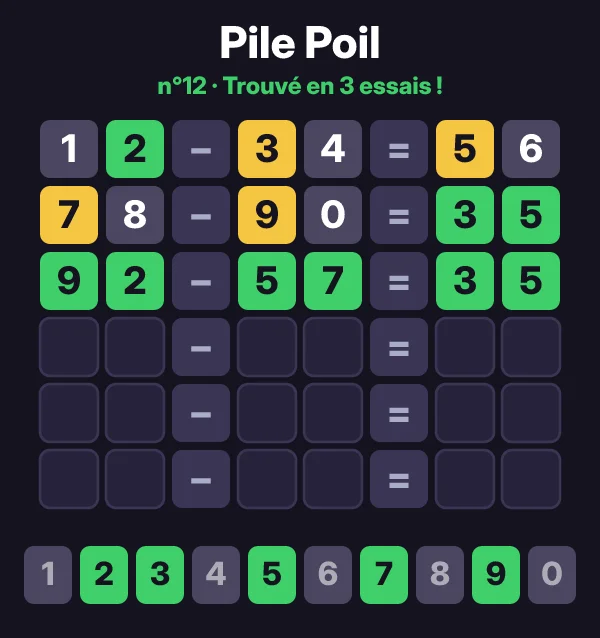 Pile Poil
n°12 · Trouvé en 3 essais !
1 2 − 3 4 = 5 6
7 8 − 9 0 = 3 5
9 2 − 5 7 = 3 5
− =
− =
− =
1 2 3 4 5 6 7 8 9 0